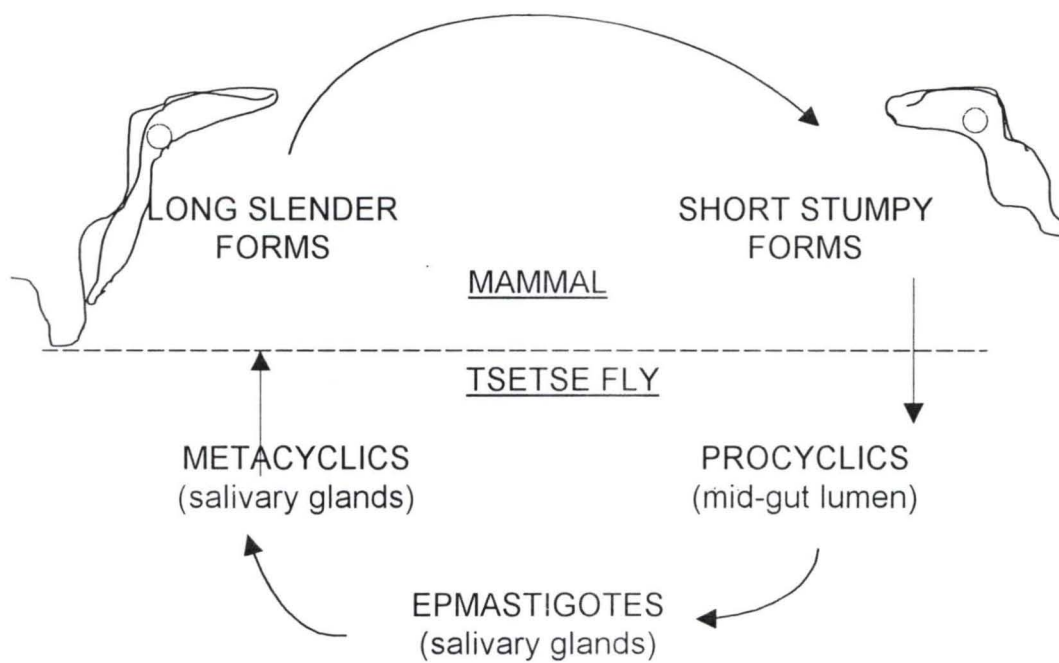 LONG SLENDER
FORMS
SHORT STUMPY
FORMS
MAMMAL
TSETSE FLY
METACYCLICS
(salivary glands)
PROCYCLICS
(mid-gut lumen)
EPMASTIGOTES
(salivary glands)